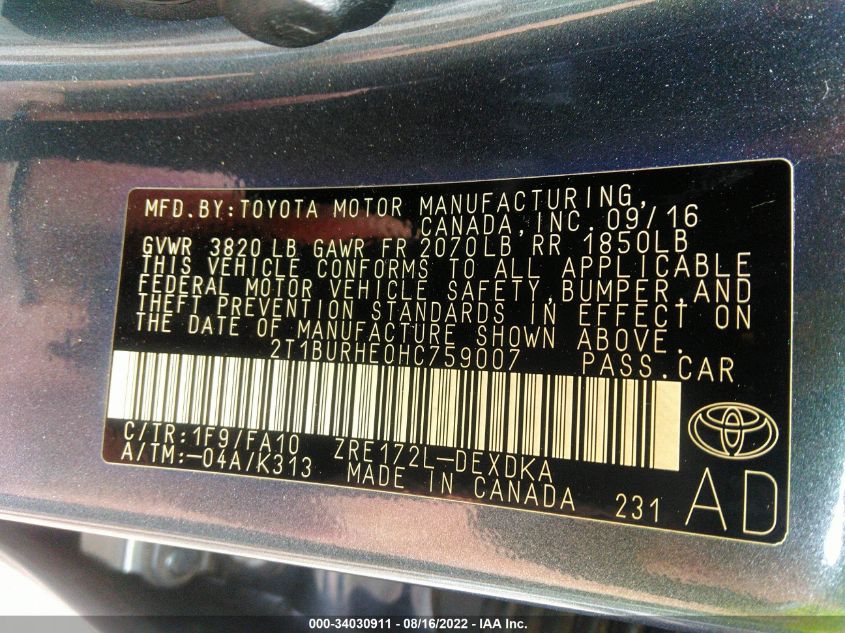 MFD.BY:TOYOTA MOTOR MANUFACTURING,
CANADA,INC. 09/16
GVWR 3820 LB GAWR FR 2070LB RR 1850LB
THIS VEHICLE CONFORMS TO ALL APPLICABLE
FEDERAL MOTOR VEHICLE SAFETY,BUMPER,AND
THEFT PREVENTION STANDARDS IN EFFECT ON
THE DATE OF MANUFACTURE SHOWN ABOVE.
2T1BURHE0HC759007 PASS.CAR
C/TR:1F9/FA10 ZRE172L-DEXDKA
A/TM:-04A/K313 MADE IN CANADA 231
AD
000-34030911 - 08/16/2022 - IAA Inc.